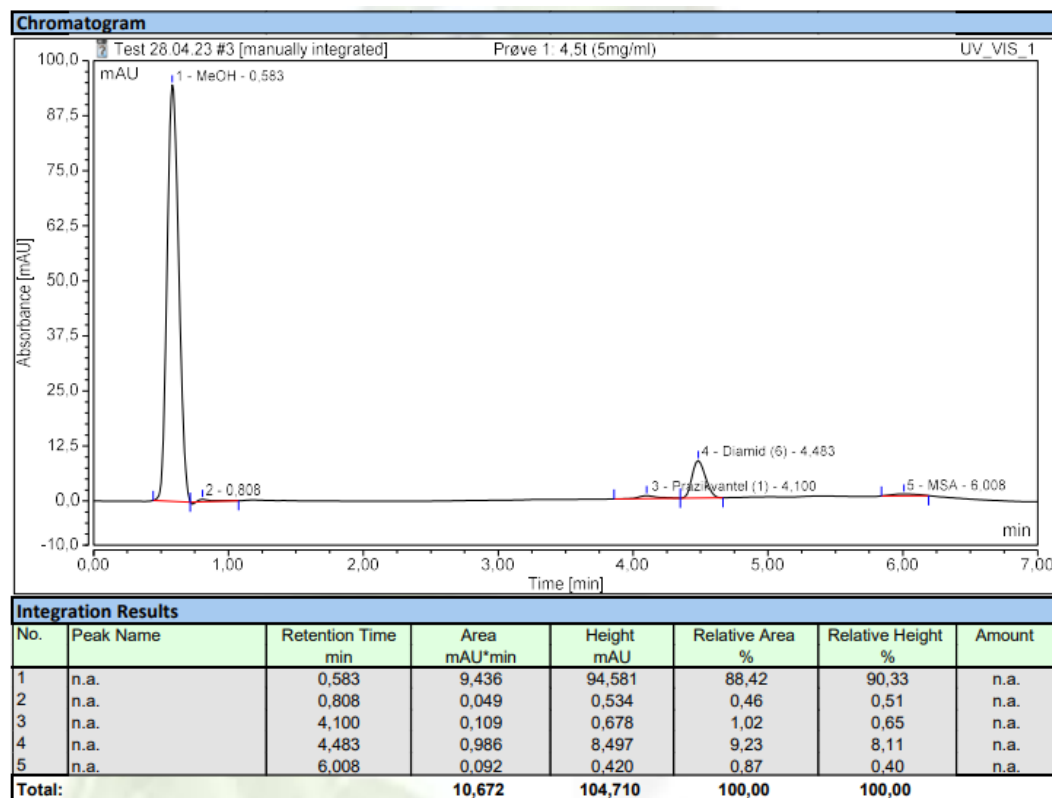 Chromatogram
Test 28.04.23 #3 [manually integrated] Prøve 1: 4,5t (5mg/ml) UV_VIS_1
100.0
mAU
1 - MeOH - 0,583
87,5
75,0
62,5
50,0
37,5
25,0
12,5
4 - Diamid (6) - 4,483
3 - Prazikvantel (1) - 4,100
2 - 0,808
5 - MSA - 6,008
0,0
-10,0
min
Absorbance [mAU]
0,00 1,00 2,00 3,00 4,00 5,00 6,00 7,00
Time [min]
Integration Results
No. Peak Name Retention Time Area Height Relative Area Relative Height Amount
min mAU*min mAU % %
1 n.a. 0,583 9,436 94,581 88,42 90,33 n.a.
2 n.a. 0,808 0,049 0,534 0,46 0,51 n.a.
3 n.a. 4,100 0,109 0,678 1,02 0,65 n.a.
4 n.a. 4,483 0,986 8,497 9,23 8,11 n.a.
5 n.a. 6,008 0,092 0,420 0,87 0,40 n.a.
Total: 10,672 104,710 100,00 100,00